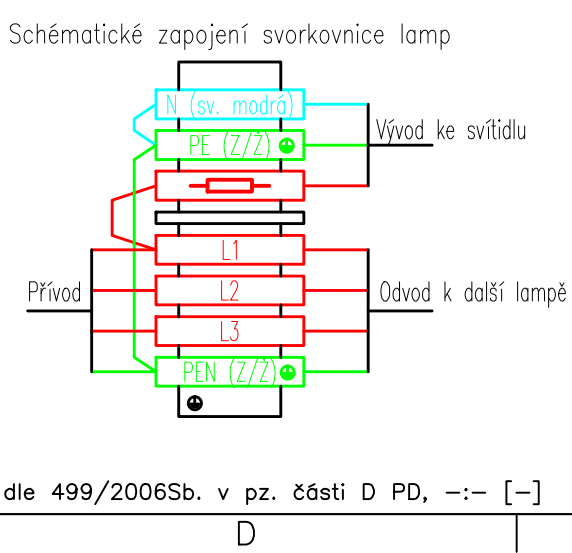 Schématické zapojení svorkovnice lamp
N (sv. modrá)
PE (Z/Ž)
Vývod ke svítidlu
L1
L2
L3
PEN (Z/Ž)
Přívod
Odvod k další lampě
dle 499/2006Sb. v pz. části D PD, -:- [-]
D